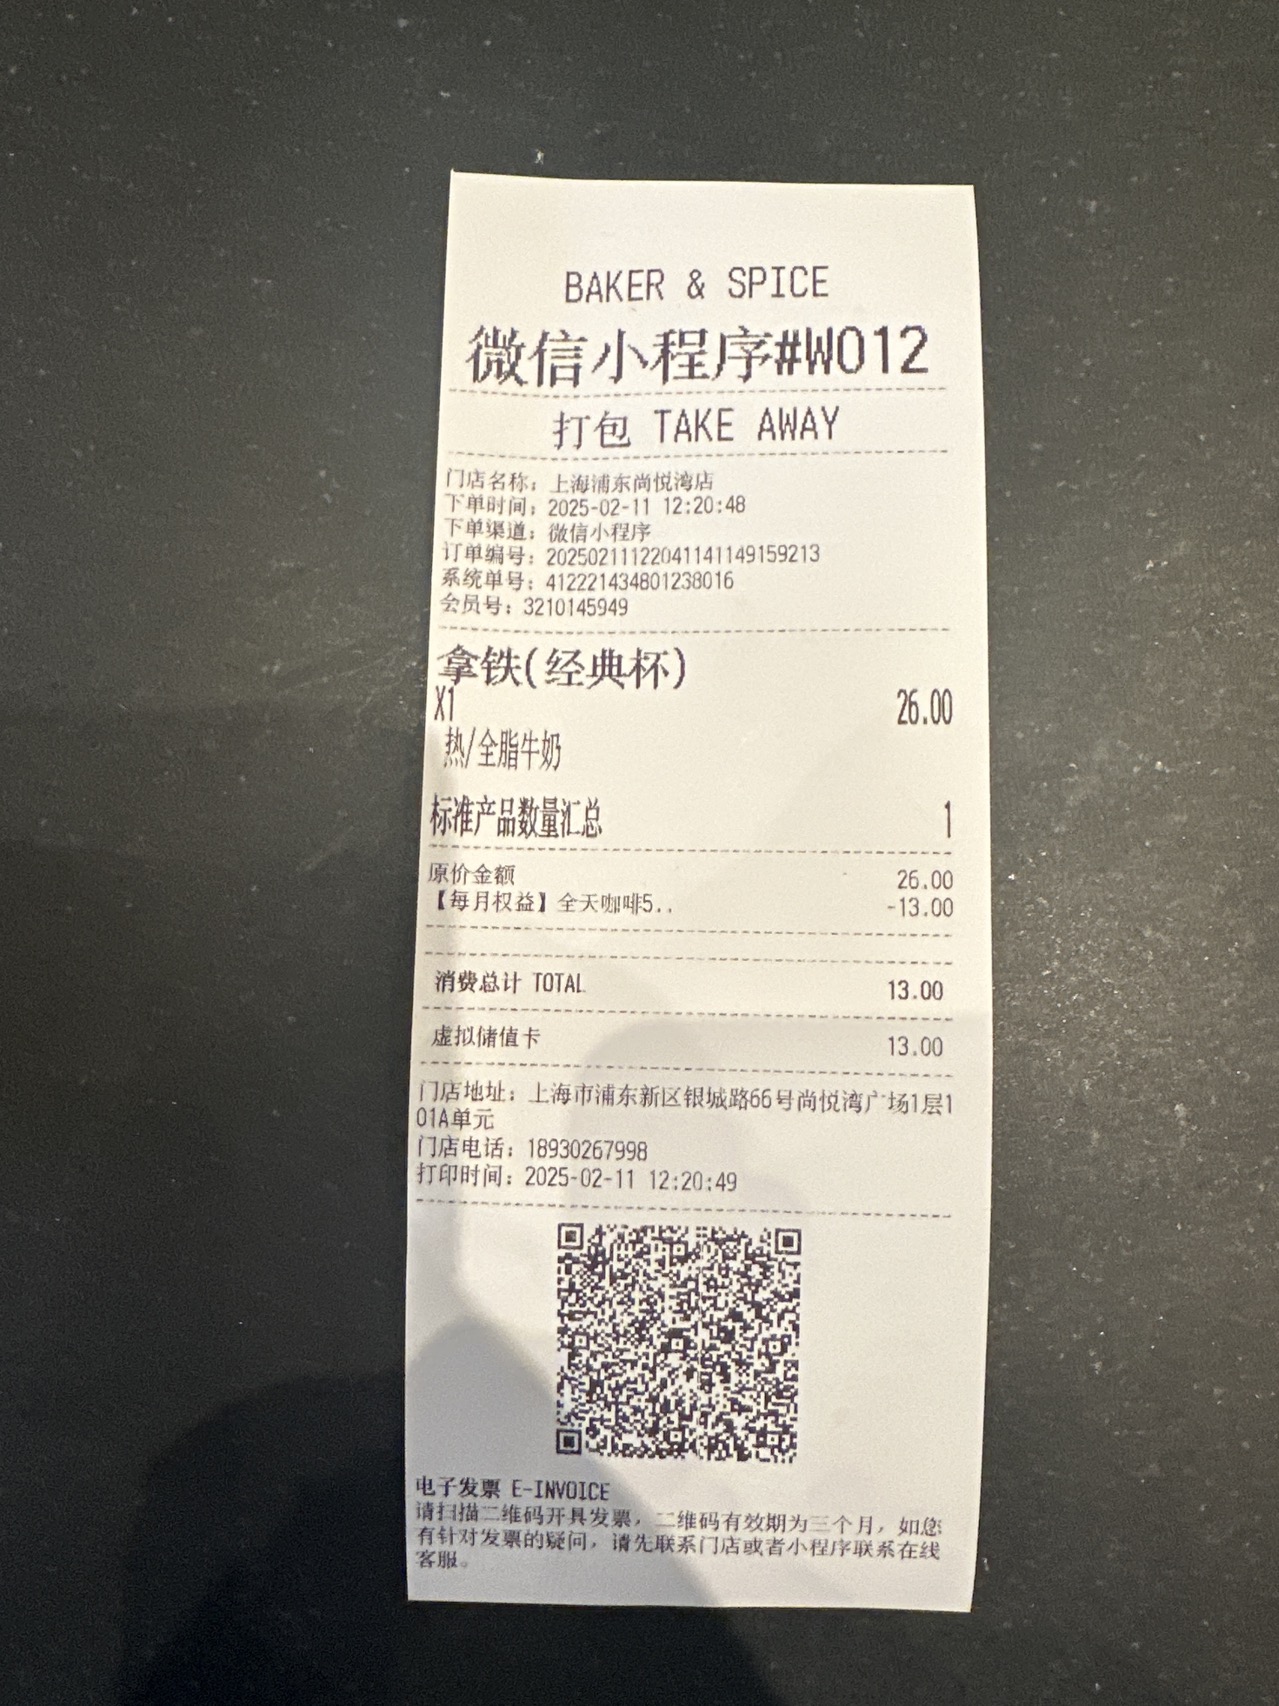 BAKER & SPICE
微信小程序#W012
打包 TAKE AWAY
门店名称：上海浦东尚悦湾店
下单时间：2025-02-11 12:20:48
下单渠道：微信小程序
订单编号：20250211122041141149159213
系统单号：412221434801238016
会员号：3210145949
拿铁(经典杯)
X1 26.00
热/全脂牛奶
标准产品数量汇总 1
原价金额 26.00
【每月权益】全天咖啡5.. -13.00
消费总计 TOTAL 13.00
虚拟储值卡 13.00
门店地址：上海市浦东新区银城路66号尚悦湾广场1层1
01A单元
门店电话：18930267998
打印时间：2025-02-11 12:20:49
电子发票 E-INVOICE
请扫描二维码开具发票，二维码有效期为三个月，如您
有针对发票的疑问，请先联系门店或者小程序联系在线
客服。